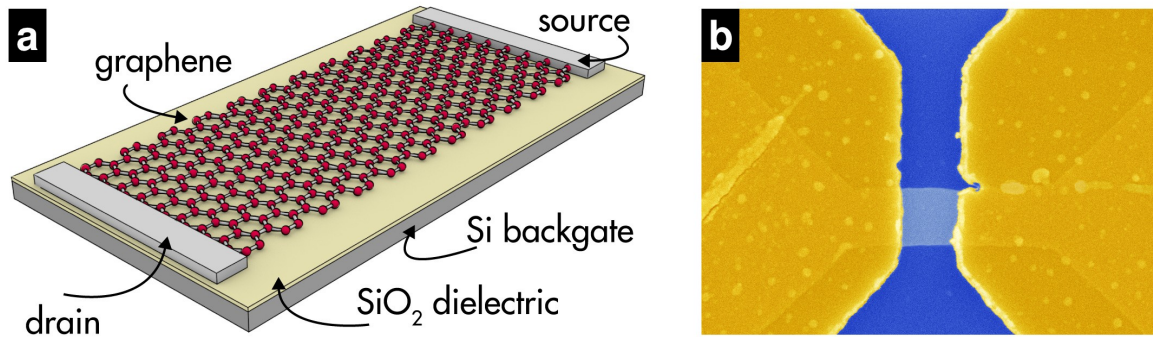 a
source
graphene
Si backgate
SiO₂ dielectric
drain
b